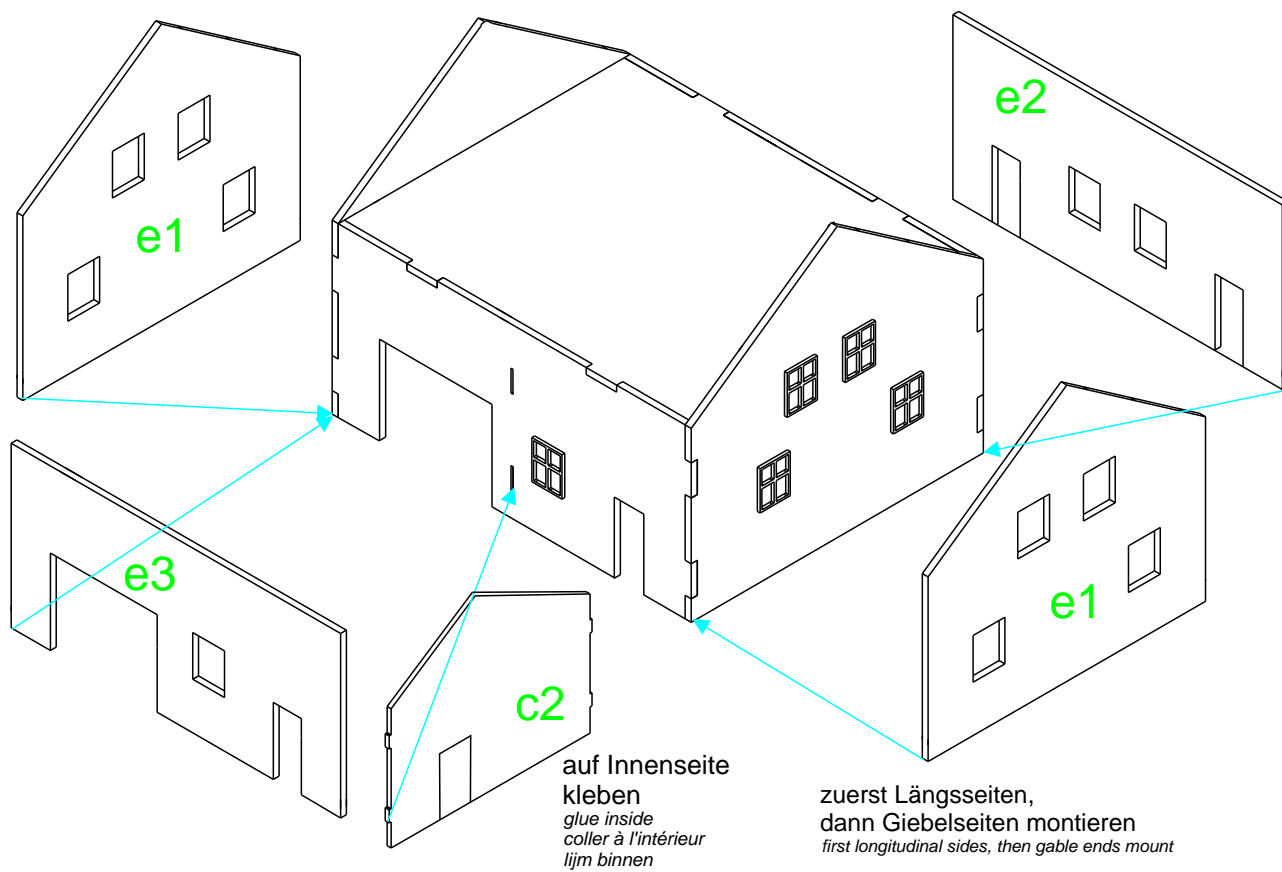 e1
e2
e3
c2
e1
auf Innenseite
kleben
glue inside
coller à l'intérieur
lijm binnen
zuerst Längsseiten,
dann Giebelseiten montieren
first longitudinal sides, then gable ends mount